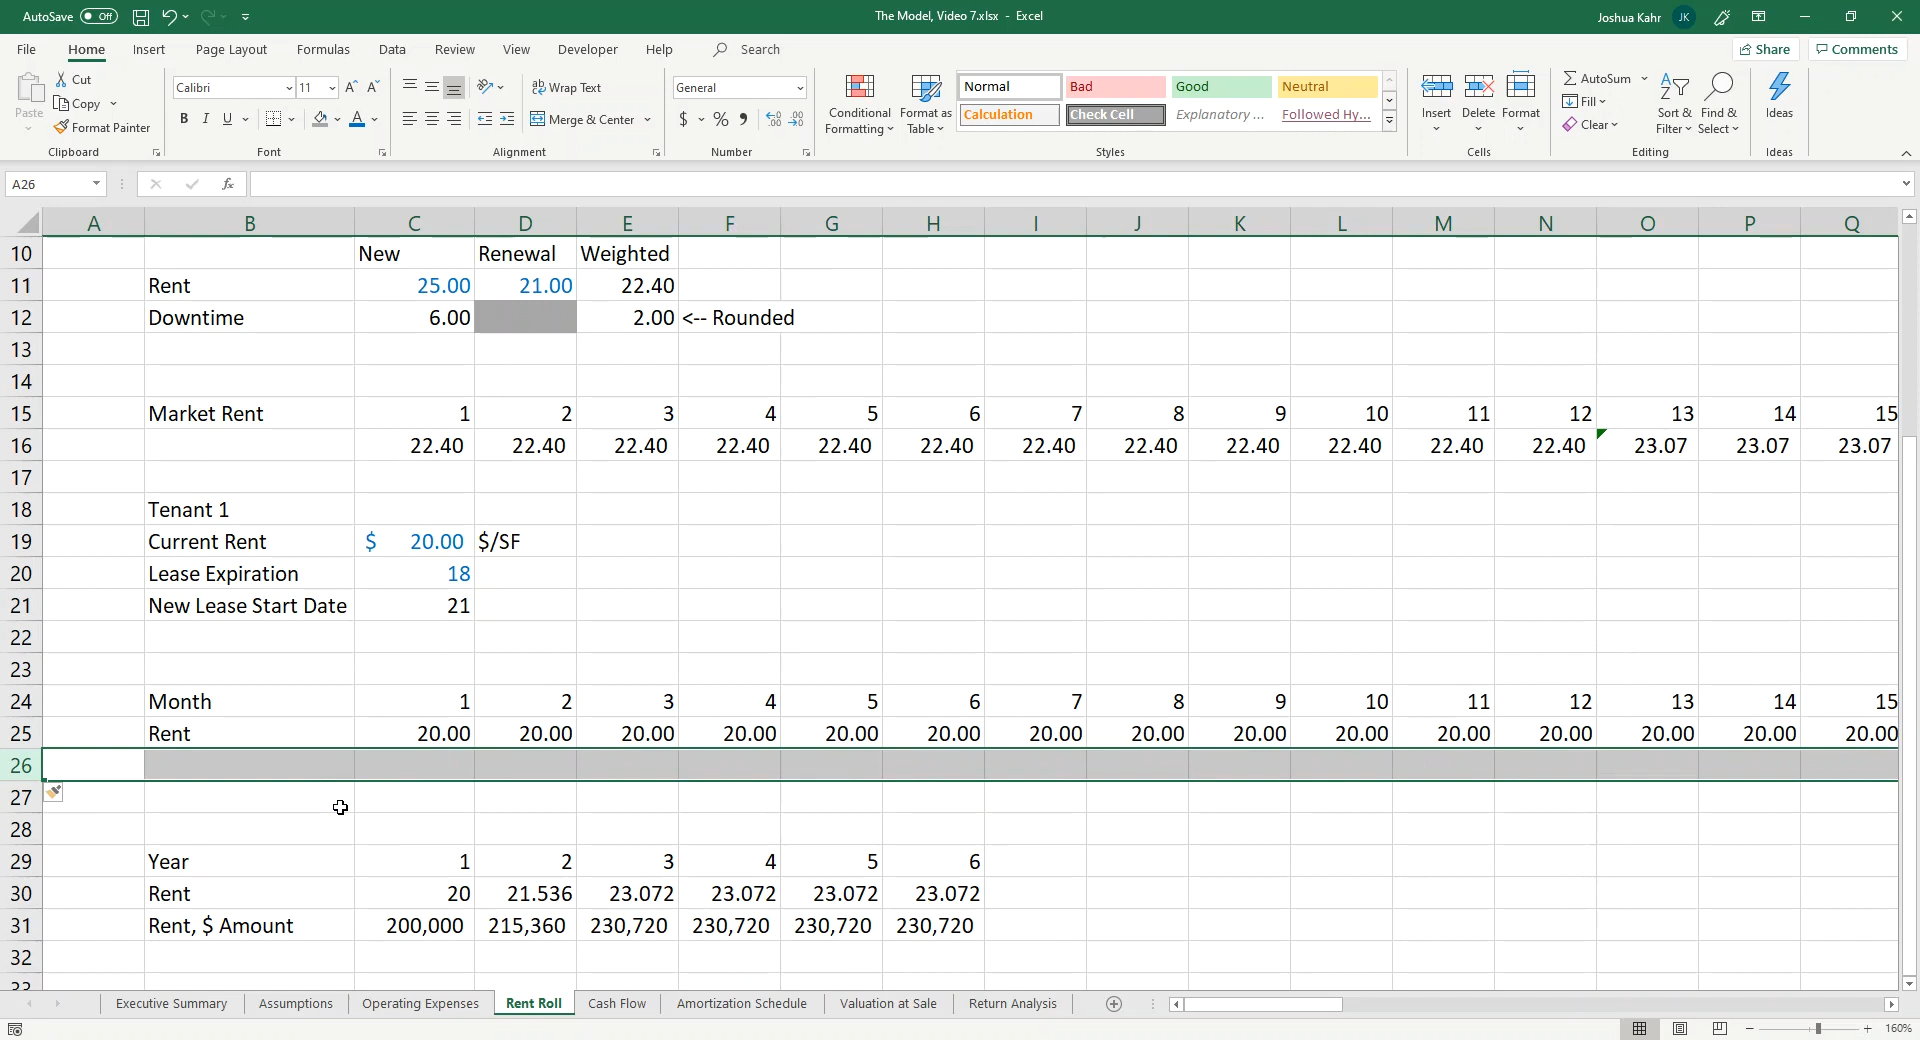 AutoSave Off The Model, Video 7.xlsx - Excel Joshua Kahr JK
File Home Insert Page Layout Formulas Data Review View Developer Help Search Share Comments
Paste Cut Copy Format Painter Clipboard
Calibri 11 A A B I U A Font
Wrap Text Merge & Center Alignment
General $ % , .00 Number
Conditional Formatting Format as Table Normal Bad Good Neutral Calculation Check Cell Explanatory ... Followed Hy... Styles
Insert Delete Format Cells
AutoSum Fill Clear Sort & Filter Find & Select Editing
Ideas Ideas
A26 fx
A B C D E F G H I J K L M N O P Q
10 New Renewal Weighted
11 Rent 25.00 21.00 22.40
12 Downtime 6.00 2.00 <-- Rounded
13
14
15 Market Rent 1 2 3 4 5 6 7 8 9 10 11 12 13 14 15
16 22.40 22.40 22.40 22.40 22.40 22.40 22.40 22.40 22.40 22.40 22.40 22.40 23.07 23.07 23.07
17
18 Tenant 1
19 Current Rent $ 20.00 $/SF
20 Lease Expiration 18
21 New Lease Start Date 21
22
23
24 Month 1 2 3 4 5 6 7 8 9 10 11 12 13 14 15
25 Rent 20.00 20.00 20.00 20.00 20.00 20.00 20.00 20.00 20.00 20.00 20.00 20.00 20.00 20.00 20.00
26
27
28
29 Year 1 2 3 4 5 6
30 Rent 20 21.536 23.072 23.072 23.072 23.072
31 Rent, $ Amount 200,000 215,360 230,720 230,720 230,720 230,720
32
33
Executive Summary Assumptions Operating Expenses Rent Roll Cash Flow Amortization Schedule Valuation at Sale Return Analysis
160%